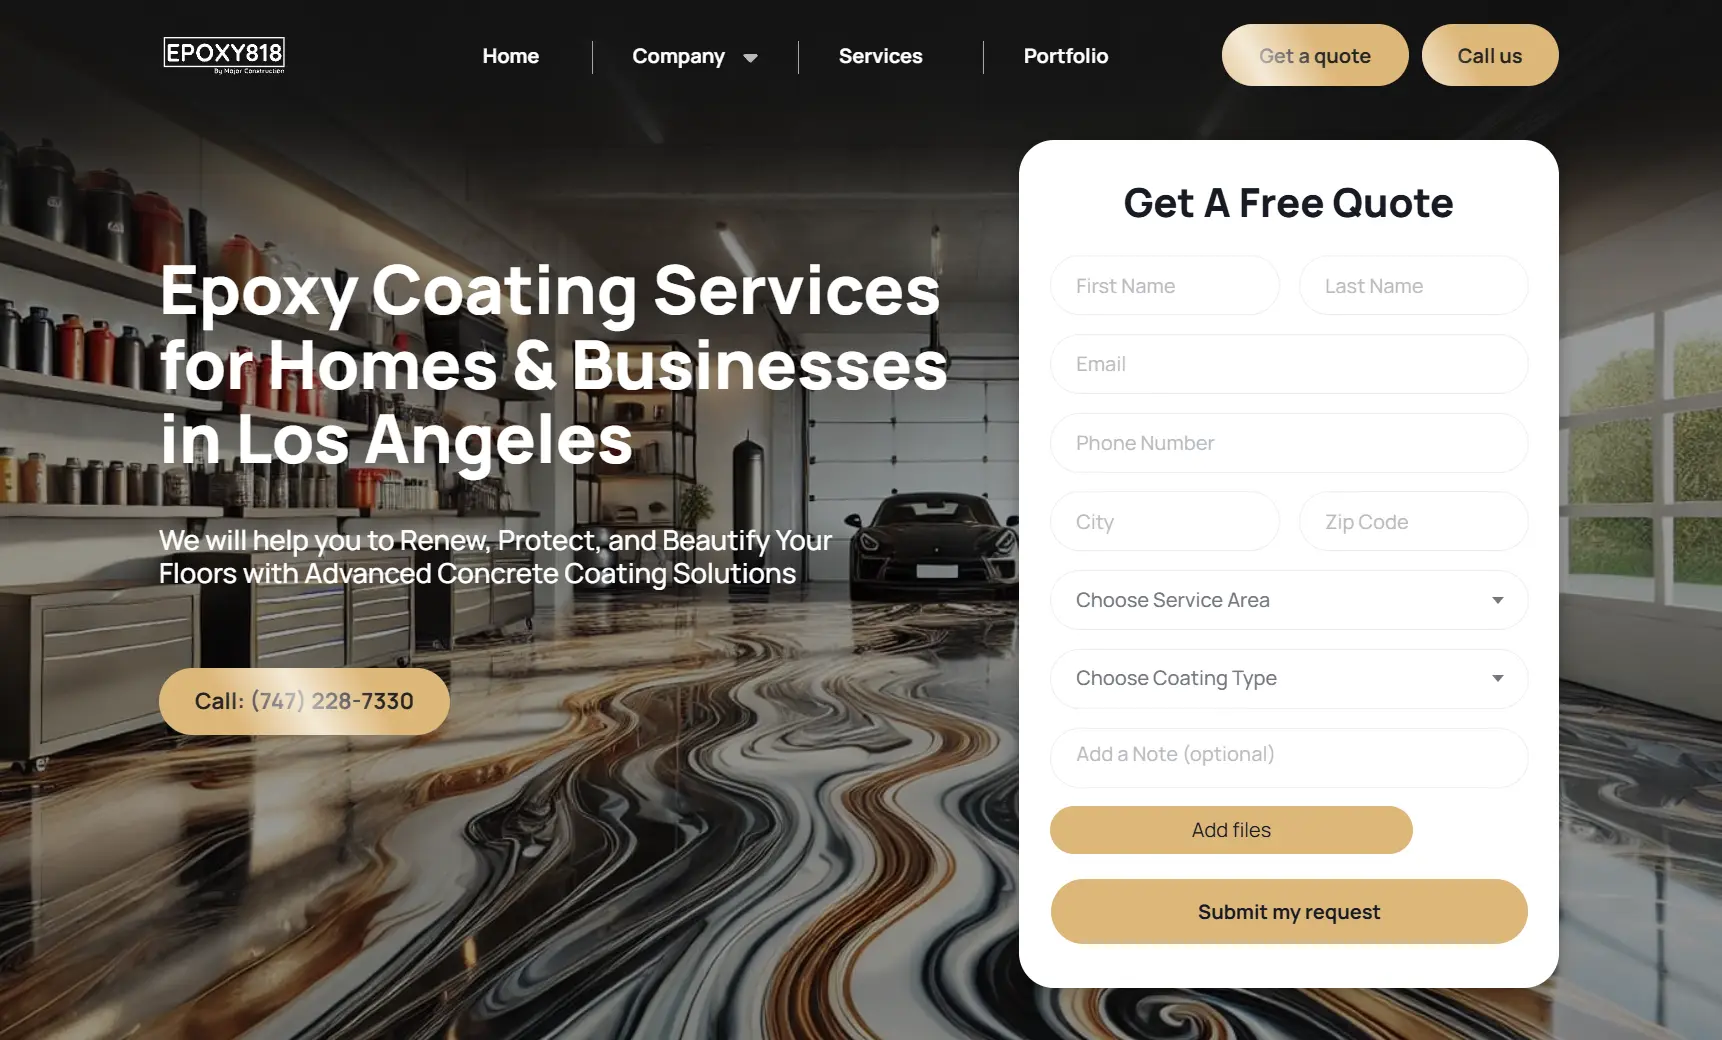 EPOXY818
By Major Construction
Home
Company
Services
Portfolio
Get a quote
Call us
Epoxy Coating Services
for Homes & Businesses
in Los Angeles
We will help you to Renew, Protect, and Beautify Your
Floors with Advanced Concrete Coating Solutions
Call: (747) 228-7330
Get A Free Quote
First Name
Last Name
Email
Phone Number
City
Zip Code
Choose Service Area
Choose Coating Type
Add a Note (optional)
Add files
Submit my request